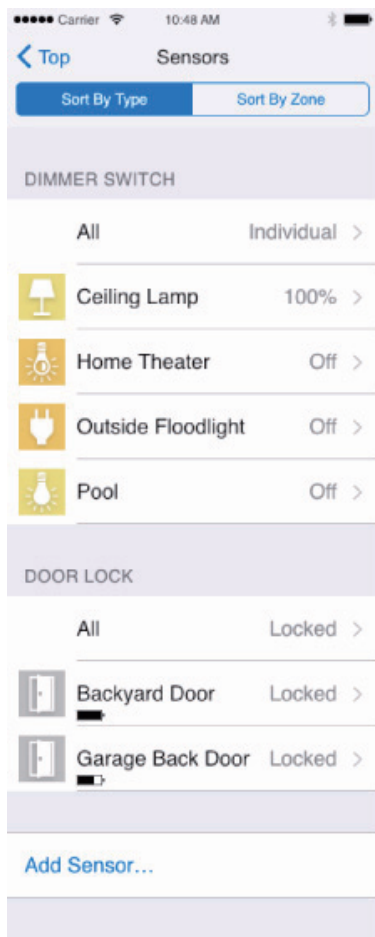 Carrier 10:48 AM
Top Sensors
Sort By Type Sort By Zone
DIMMER SWITCH
All Individual
Ceiling Lamp 100%
Home Theater Off
Outside Floodlight Off
Pool Off
DOOR LOCK
All Locked
Backyard Door Locked
Garage Back Door Locked
Add Sensor...